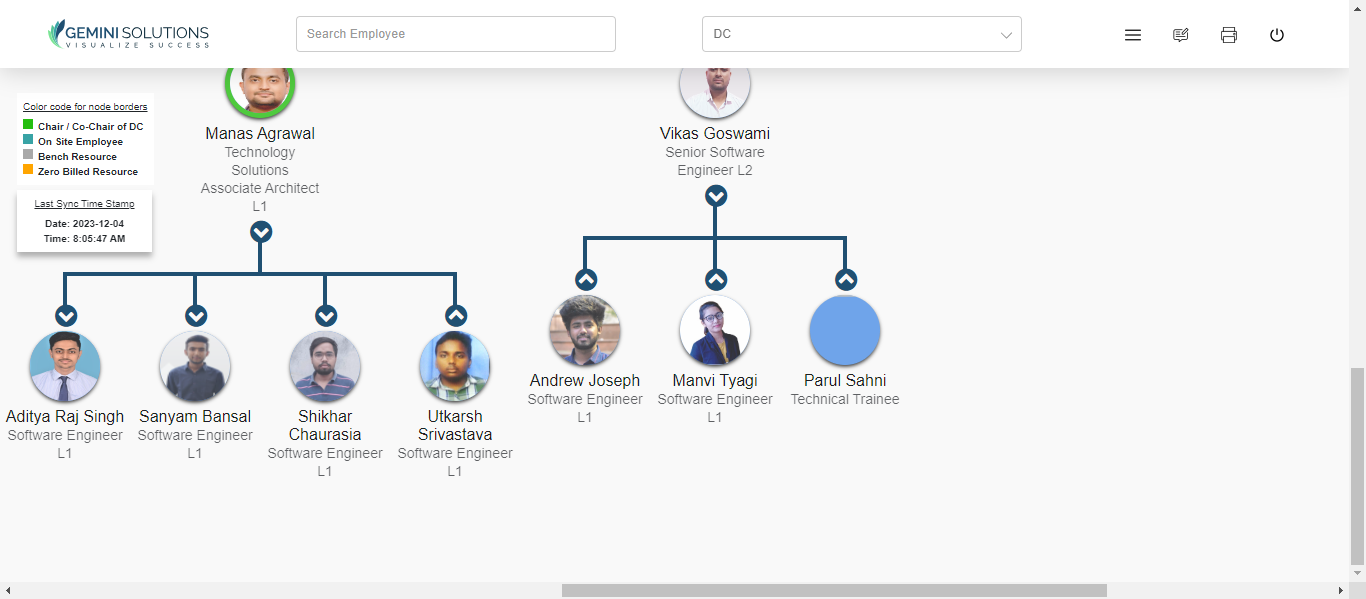 GEMINI SOLUTIONS
VISUALIZE SUCCESS
Search Employee
DC
Color code for node borders
Chair / Co-Chair of DC
On Site Employee
Bench Resource
Zero Billed Resource
Last Sync Time Stamp
Date: 2023-12-04
Time: 8:05:47 AM
Manas Agrawal
Technology
Solutions
Associate Architect
L1
Vikas Goswami
Senior Software
Engineer L2
Aditya Raj Singh
Software Engineer
L1
Sanyam Bansal
Software Engineer
L1
Shikhar
Chaurasia
Software Engineer
L1
Utkarsh
Srivastava
Software Engineer
L1
Andrew Joseph
Software Engineer
L1
Manvi Tyagi
Software Engineer
L1
Parul Sahni
Technical Trainee